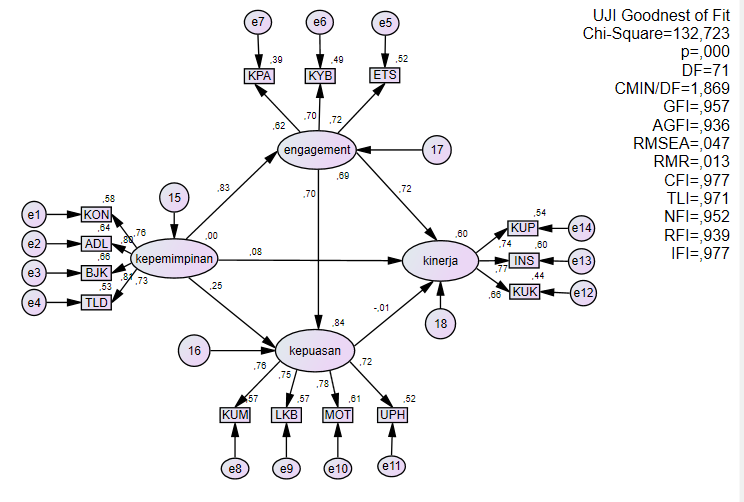 UJI Goodnest of Fit
Chi-Square=132,723
p=,000
DF=71
CMIN/DF=1,869
GFI=,957
AGFI=,936
RMSEA=,047
RMR=,013
CFI=,977
TLI=,971
NFI=,952
RFI=,939
IFI=,977
e7
e6
e5
,39
,49
,52
KPA
KYB
ETS
,62
,70
,72
engagement
17
,69
,83
,70
,72
15
,58
e1
KON
,76
,64
e2
ADL
,80
,66
e3
BJK
,81
,53
e4
TLD
,73
kepemimpinan
,00
,08
,25
kinerja
,60
,54
KUP
e14
,74
,60
INS
e13
,77
,44
KUK
e12
,66
18
16
kepuasan
,84
-,01
,76
,75
,78
,72
,57
,57
,61
,52
KUM
LKB
MOT
UPH
e8
e9
e10
e11